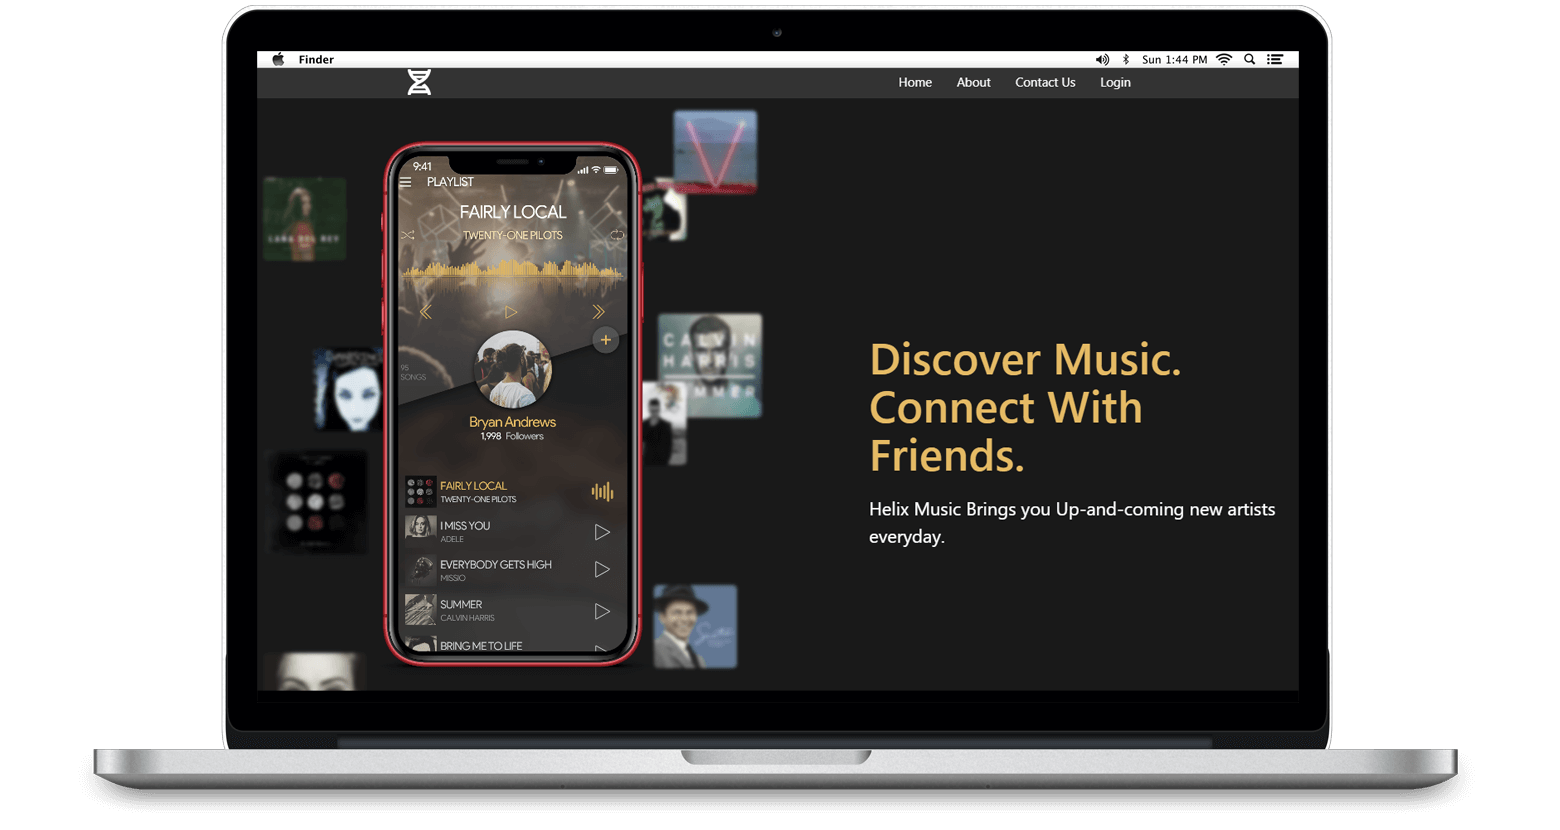 Finder
Sun 1:44 PM
Home About Contact Us Login
9:41
PLAYLIST
FAIRLY LOCAL
TWENTY-ONE PILOTS
95
SONGS
Bryan Andrews
1,998 Followers
FAIRLY LOCAL
TWENTY-ONE PILOTS
I MISS YOU
ADELE
EVERYBODY GETS HIGH
MISSIO
SUMMER
CALVIN HARRIS
BRING ME TO LIFE
LANA DEL REY
V
CALVIN
HARRIS
Discover Music.
Connect With
Friends.
Helix Music Brings you Up-and-coming new artists
everyday.